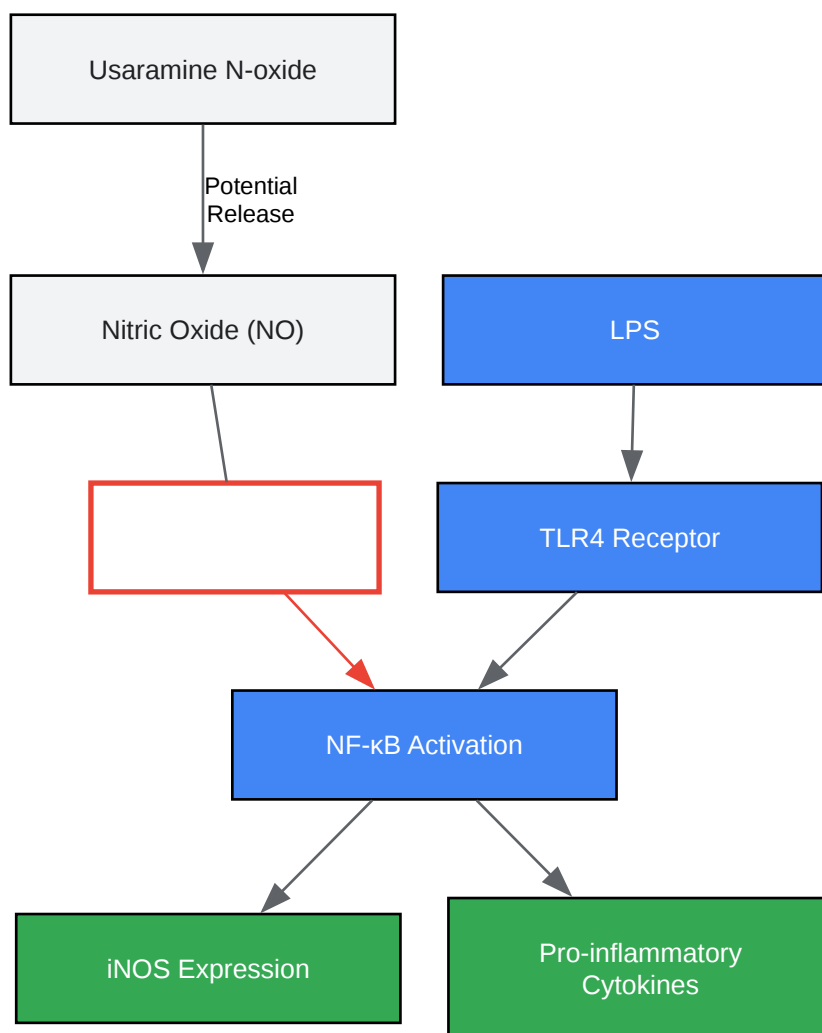 Usaramine N-oxide
Potential
Release
Nitric Oxide (NO)
LPS
TLR4 Receptor
NF-κB Activation
iNOS Expression
Pro-inflammatory
Cytokines